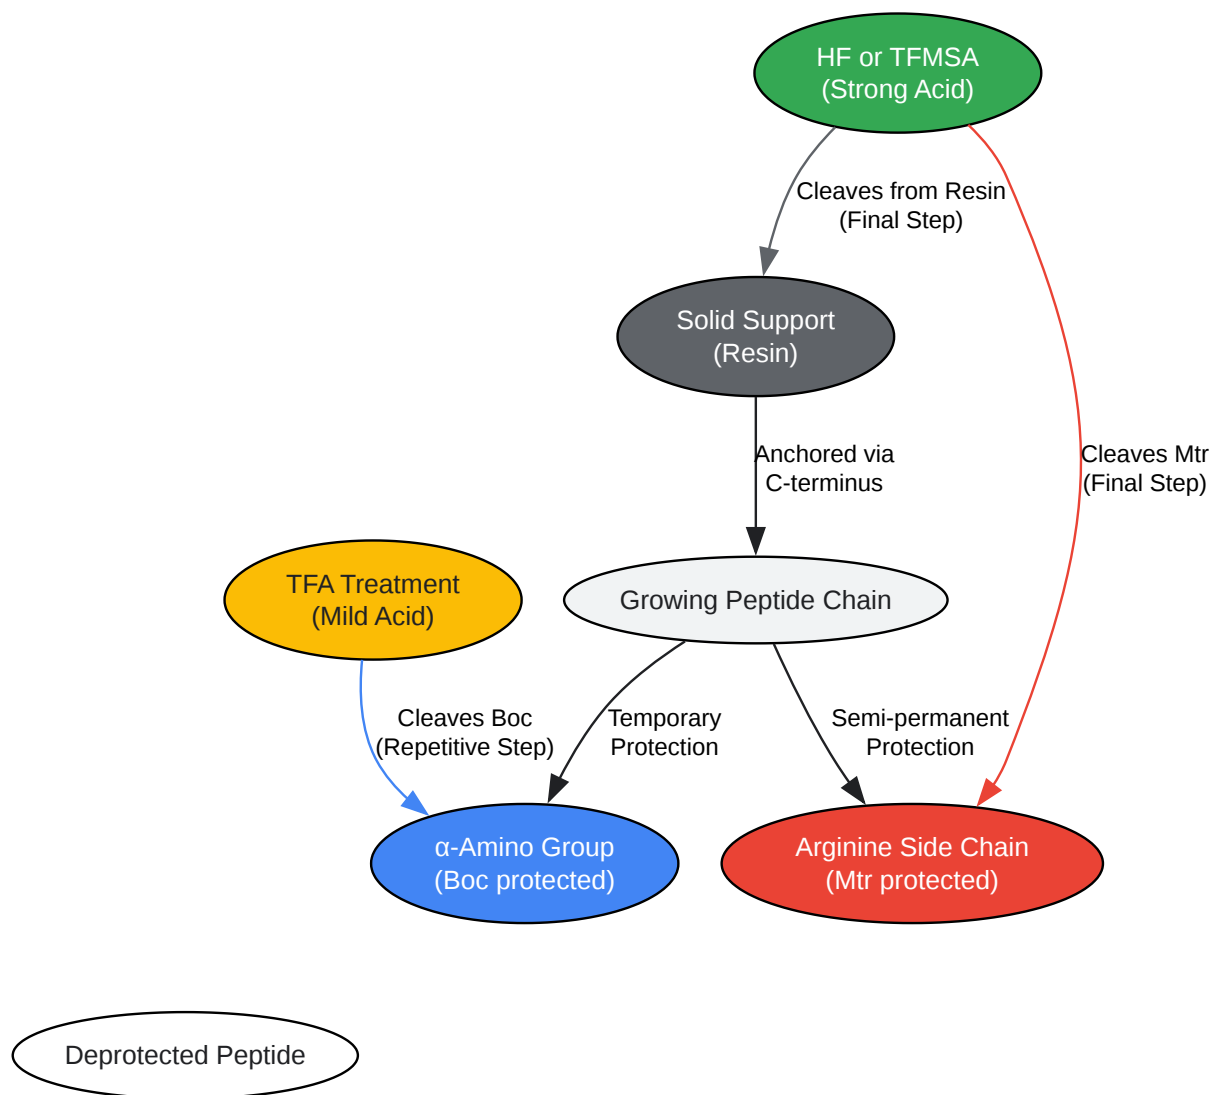 HF or TFMSA
(Strong Acid)
Cleaves from Resin
(Final Step)
Solid Support
(Resin)
Anchored via
C-terminus
Cleaves Mtr
(Final Step)
TFA Treatment
(Mild Acid)
Growing Peptide Chain
Cleaves Boc
(Repetitive Step)
Temporary
Protection
Semi-permanent
Protection
α-Amino Group
(Boc protected)
Arginine Side Chain
(Mtr protected)
Deprotected Peptide